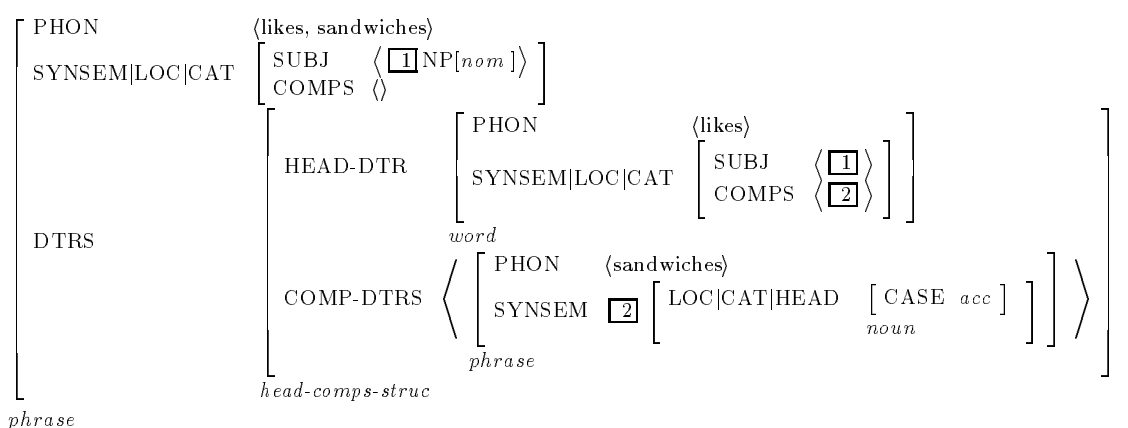 PHON ⟨likes, sandwiches⟩
SYNSEM|LOC|CAT
SUBJ ⟨ 1 NP[nom]⟩
COMPS ⟨⟩
DTRS
HEAD-DTR
PHON ⟨likes⟩
SYNSEM|LOC|CAT
SUBJ ⟨ 1 ⟩
COMPS ⟨ 2 ⟩
word
COMP-DTRS
PHON ⟨sandwiches⟩
SYNSEM 2 [ LOC|CAT|HEAD [ CASE acc ] ]
noun
phrase
head-comps-struc
phrase